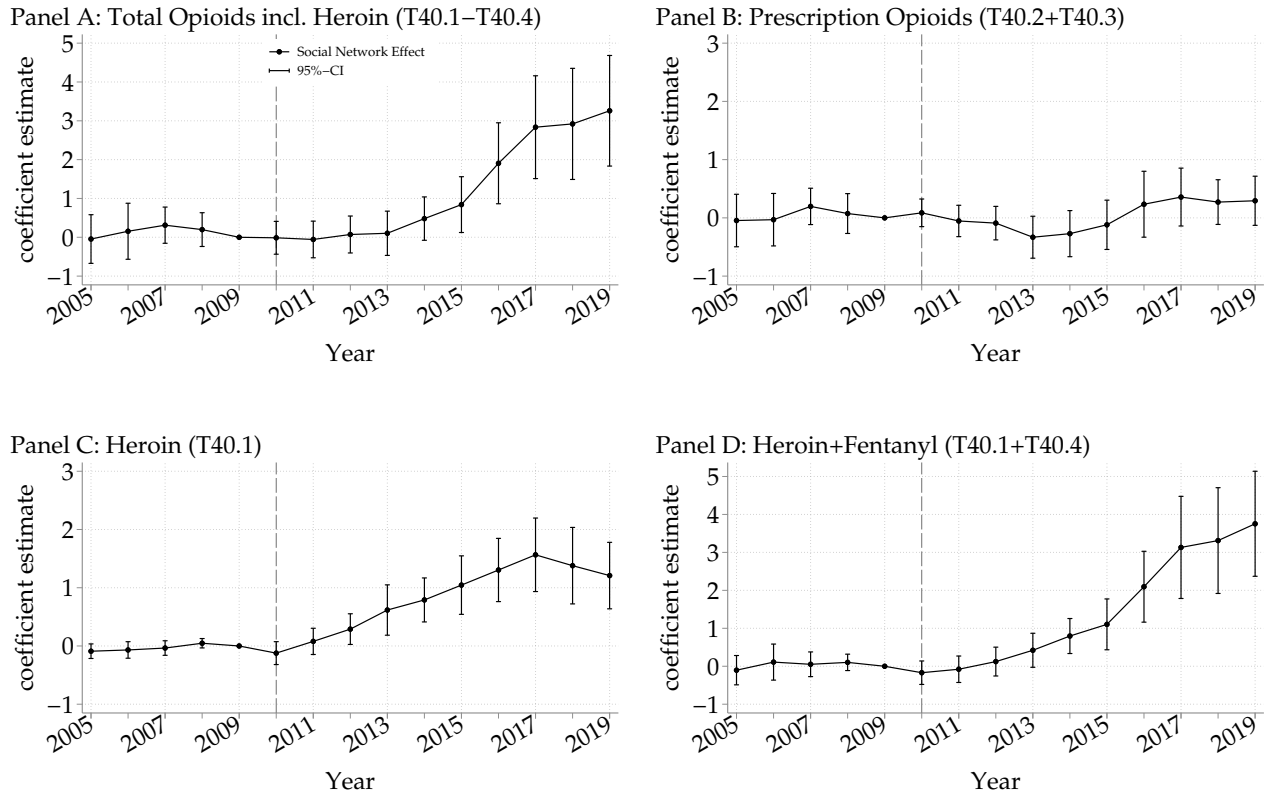 Panel A: Total Opioids incl. Heroin (T40.1−T40.4)
Social Network Effect
95%−CI
coefficient estimate
5
4
3
2
1
0
−1
2005 2007 2009 2011 2013 2015 2017 2019
Year
Panel B: Prescription Opioids (T40.2+T40.3)
coefficient estimate
3
2
1
0
−1
2005 2007 2009 2011 2013 2015 2017 2019
Year
Panel C: Heroin (T40.1)
coefficient estimate
3
2
1
0
−1
2005 2007 2009 2011 2013 2015 2017 2019
Year
Panel D: Heroin+Fentanyl (T40.1+T40.4)
coefficient estimate
5
4
3
2
1
0
−1
2005 2007 2009 2011 2013 2015 2017 2019
Year